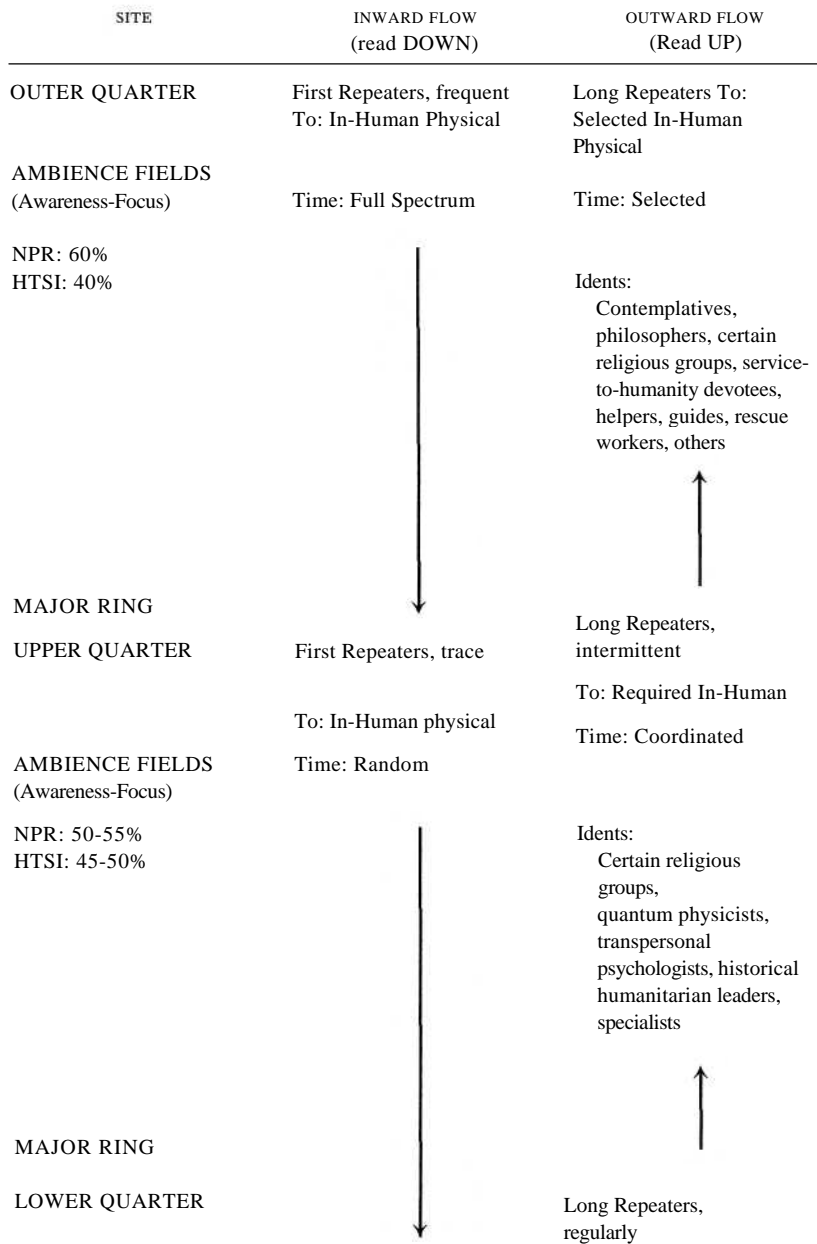 SITE INWARD FLOW OUTWARD FLOW
(read DOWN) (Read UP)
OUTER QUARTER First Repeaters, frequent Long Repeaters To:
To: In-Human Physical Selected In-Human
Physical
AMBIENCE FIELDS
(Awareness-Focus) Time: Full Spectrum Time: Selected
NPR: 60%
HTSI: 40% Idents:
Contemplatives,
philosophers, certain
religious groups, service-
to-humanity devotees,
helpers, guides, rescue
workers, others
MAJOR RING
Long Repeaters,
UPPER QUARTER First Repeaters, trace intermittent
To: Required In-Human
To: In-Human physical
Time: Coordinated
AMBIENCE FIELDS Time: Random
(Awareness-Focus)
NPR: 50-55% Idents:
HTSI: 45-50% Certain religious
groups,
quantum physicists,
transpersonal
psychologists, historical
humanitarian leaders,
specialists
MAJOR RING
LOWER QUARTER Long Repeaters,
regularly